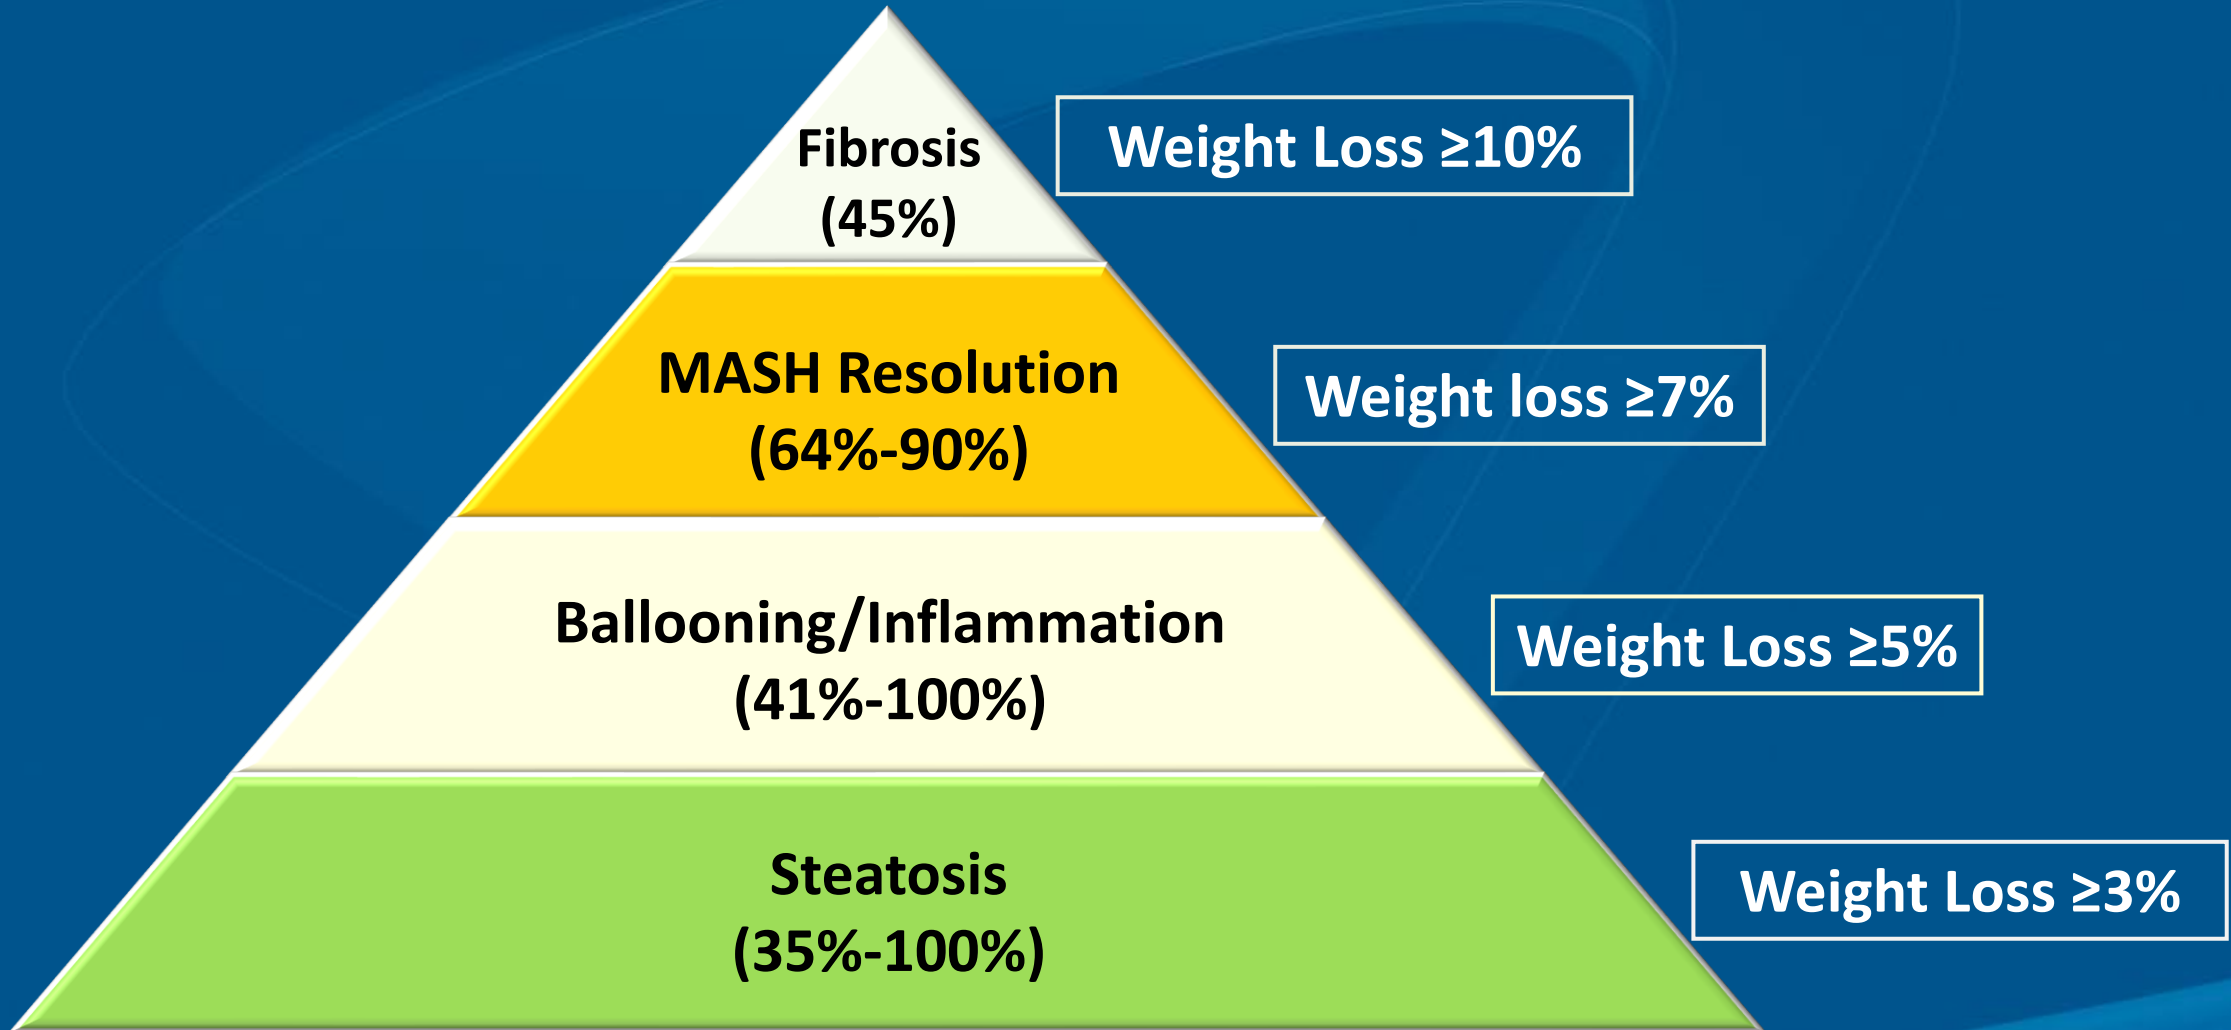 Fibrosis
(45%)
Weight Loss ≥10%
MASH Resolution
(64%-90%)
Weight loss ≥7%
Ballooning/Inflammation
(41%-100%)
Weight Loss ≥5%
Steatosis
(35%-100%)
Weight Loss ≥3%